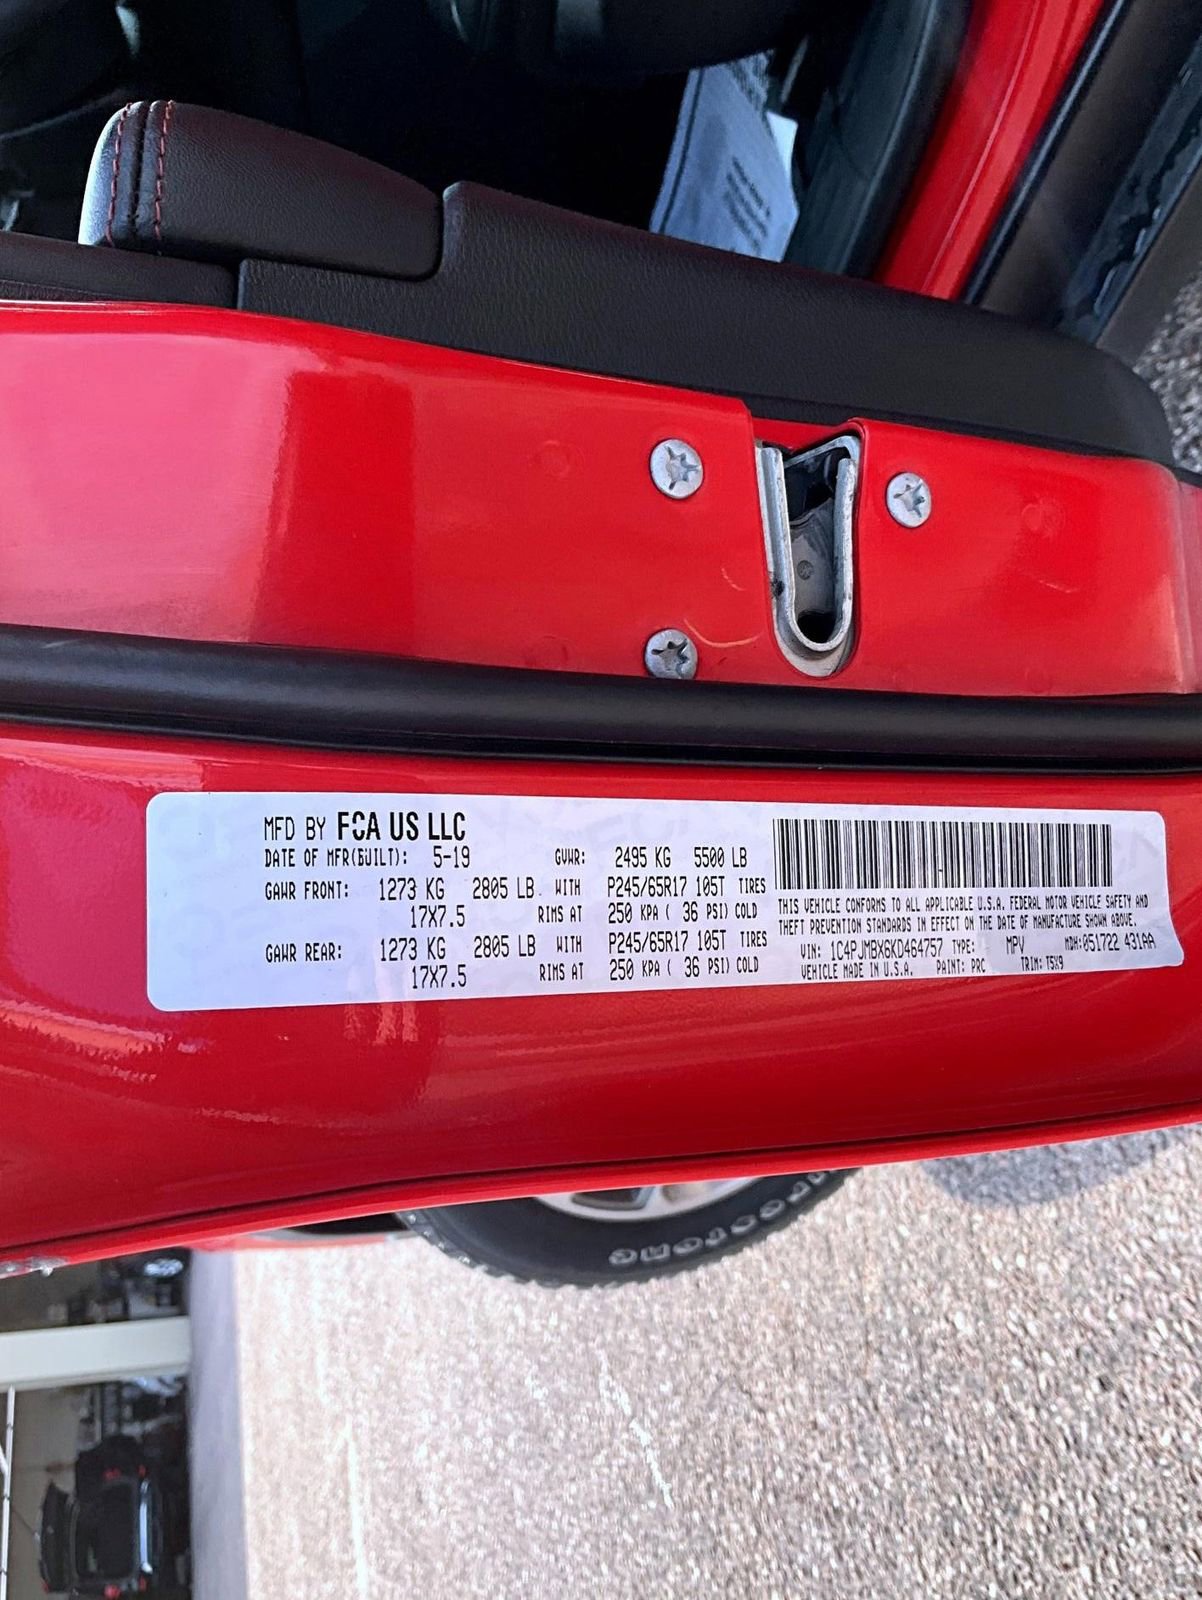 MFD BY FCA US LLC
DATE OF MFR(BUILT): 5-19 GVWR: 2495 KG 5500 LB
GAWR FRONT: 1273 KG 2805 LB WITH P245/65R17 105T TIRES
17X7.5 RIMS AT 250 KPA ( 36 PSI) COLD
GAWR REAR: 1273 KG 2805 LB WITH P245/65R17 105T TIRES
17X7.5 RIMS AT 250 KPA ( 36 PSI) COLD
THIS VEHICLE CONFORMS TO ALL APPLICABLE U.S.A. FEDERAL MOTOR VEHICLE SAFETY AND
THEFT PREVENTION STANDARDS IN EFFECT ON THE DATE OF MANUFACTURE SHOWN ABOVE.
VIN: 1C4PJMBX6KD464757 TYPE: MPV MDH: 051722 431AA
VEHICLE MADE IN U.S.A. PAINT: PRC TRIM: T5X9
Firestone